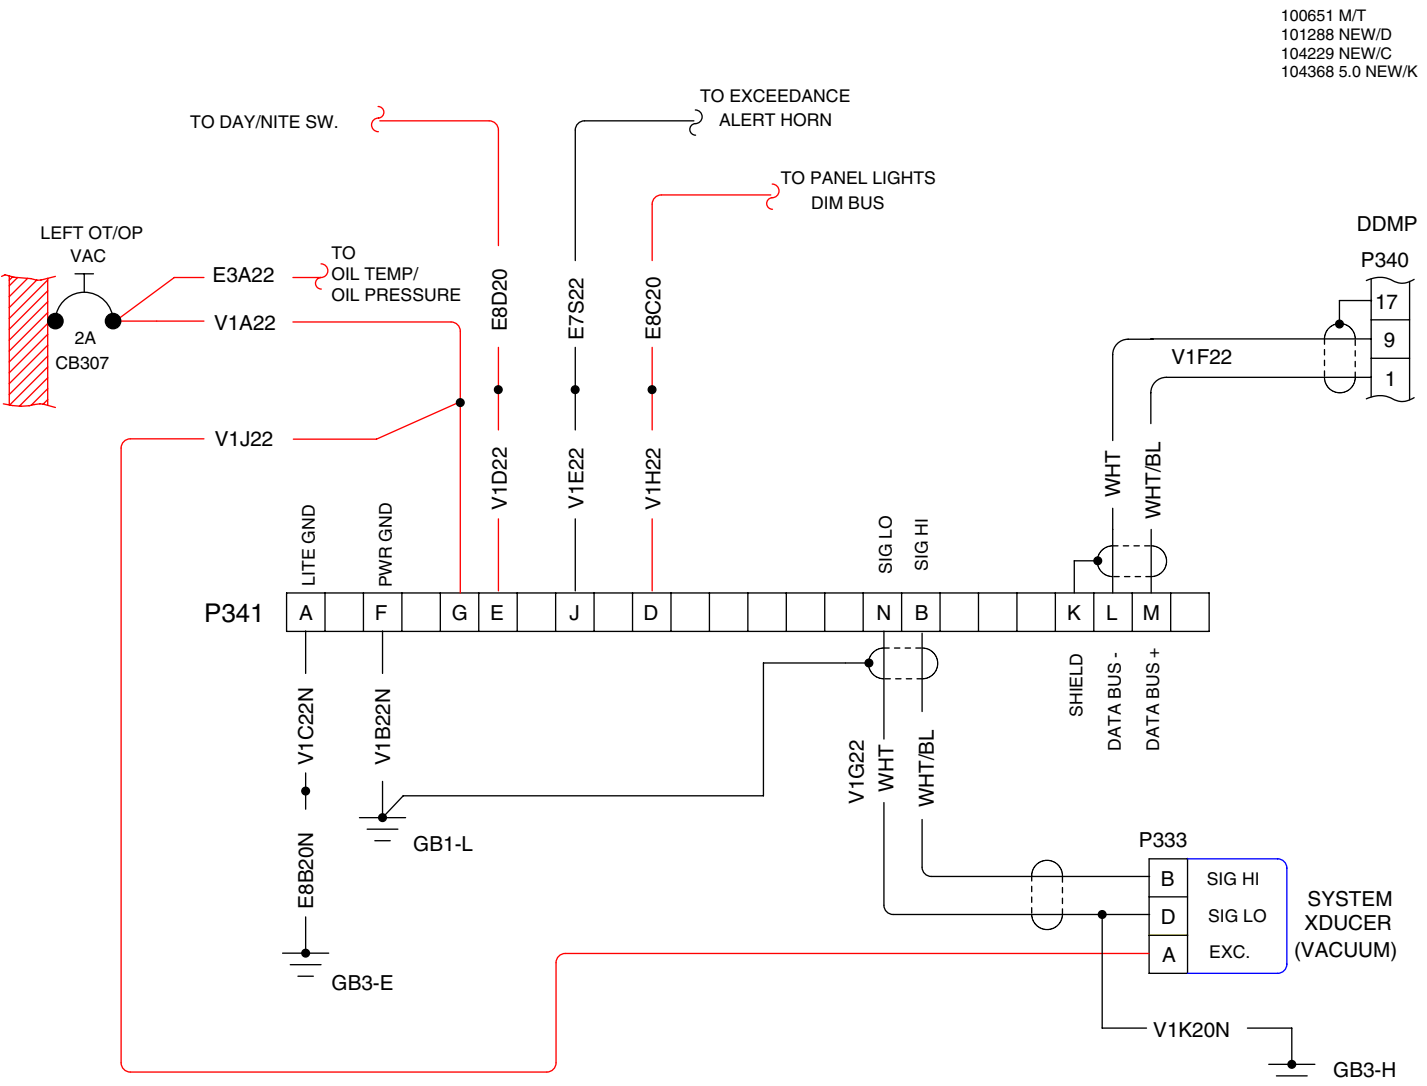 100651 M/T
101288 NEW/D
104229 NEW/C
104368 5.0 NEW/K
TO EXCEEDANCE
ALERT HORN
TO DAY/NITE SW.
TO PANEL LIGHTS
DIM BUS
DDMP
P340
17
9
1
LEFT OT/OP
VAC
2A
CB307
TO
OIL TEMP/
OIL PRESSURE
E3A22
V1A22
V1J22
E8D20
E7S22
E8C20
V1F22
V1D22
V1E22
V1H22
WHT
WHT/BL
LITE GND
PWR GND
SIG LO
SIG HI
P341
A
F
G
E
J
D
N
B
K
L
M
SHIELD
DATA BUS -
DATA BUS +
V1C22N
V1B22N
V1G22
WHT
WHT/BL
GB1-L
E8B20N
GB3-E
P333
B
SIG HI
D
SIG LO
A
EXC.
SYSTEM
XDUCER
(VACUUM)
V1K20N
GB3-H